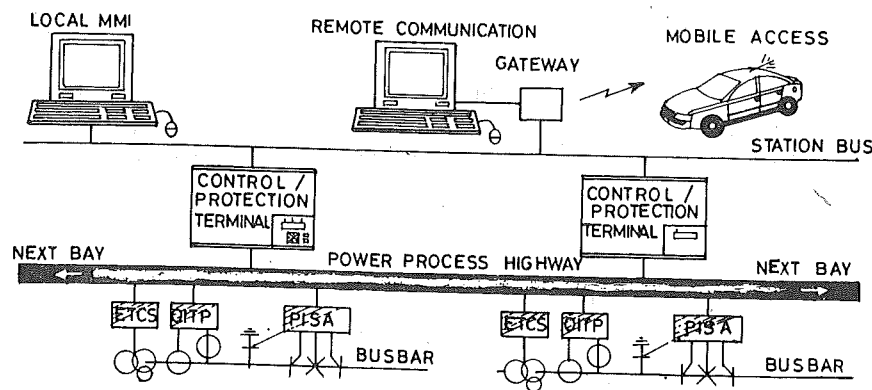 LOCAL MMI
REMOTE COMMUNICATION
GATEWAY
MOBILE ACCESS
STATION BUS
CONTROL /
PROTECTION
TERMINAL
CONTROL /
PROTECTION
TERMINAL
NEXT BAY
POWER PROCESS HIGHWAY
NEXT BAY
ETCS
OITP
PISA
BUSBAR
ETCS
OITP
PISA
BUSBAR